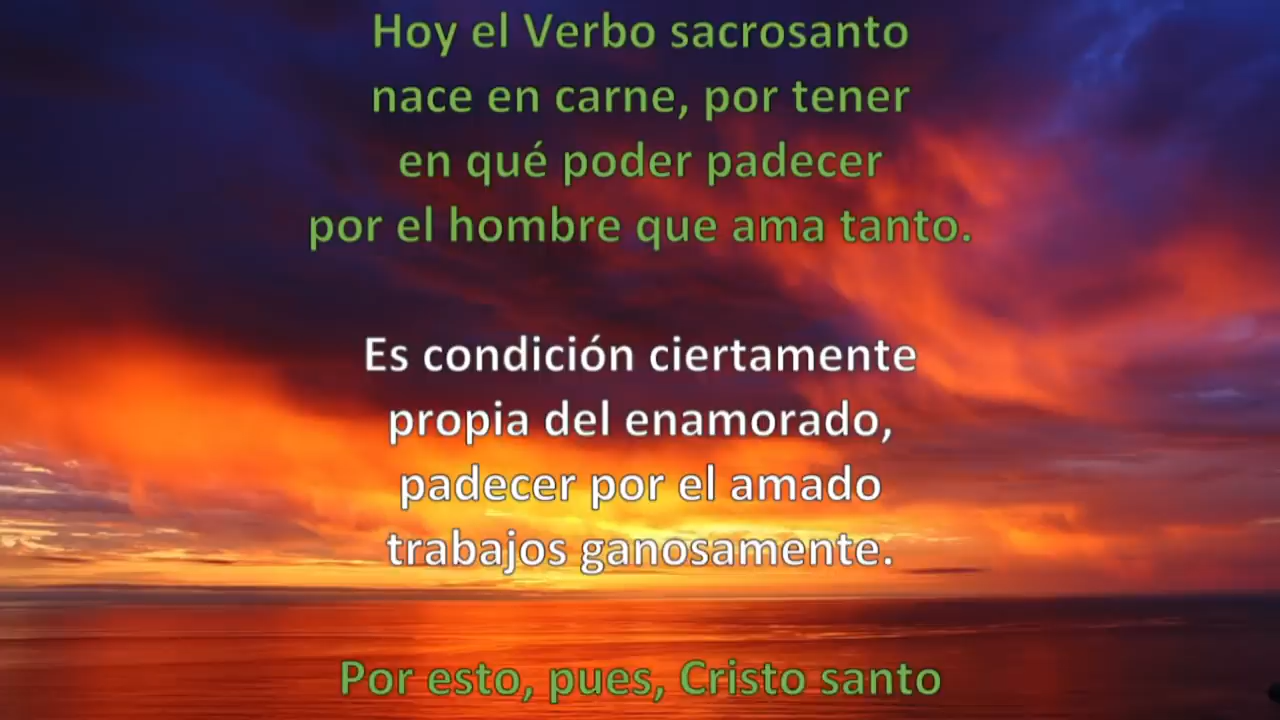 Hoy el Verbo sacrosanto
nace en carne, por tener
en qué poder padecer
por el hombre que ama tanto.
Es condición ciertamente
propia del enamorado,
padecer por el amado
trabajos ganosamente.
Por esto, pues, Cristo santo